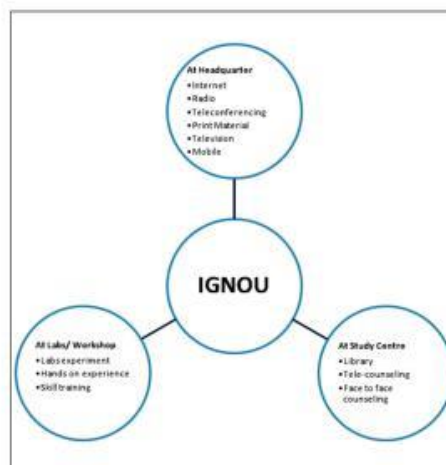 At Headquarter
•Internet
•Radio
•Teleconferencing
•Print Material
•Television
•Mobile
IGNOU
At Labs/ Workshop
•Labs experiment
•Hands on experience
•Skill training
At Study Centre
•Library
•Tele-counseling
•Face to face
counseling